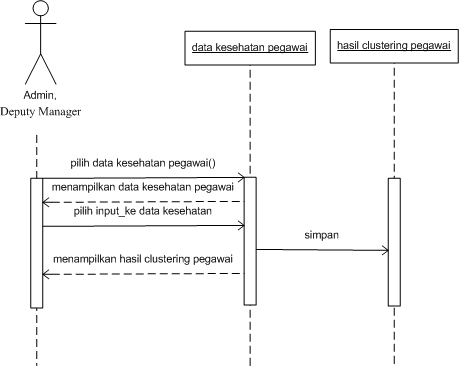 data kesehatan pegawai
hasil clustering pegawai
Admin,
Deputy Manager
pilih data kesehatan pegawai()
menampilkan data kesehatan pegawai
pilih input_ke data kesehatan
simpan
menampilkan hasil clustering pegawai